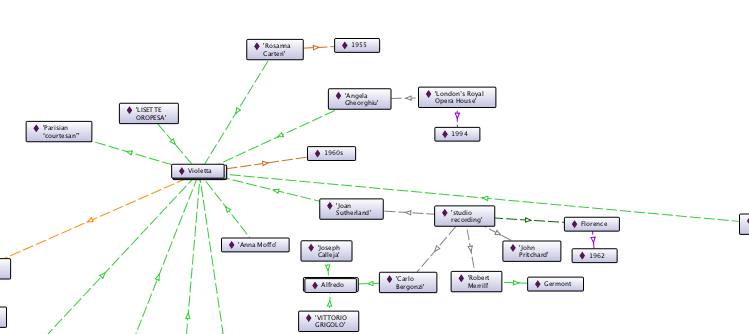 'Rosanna
Carteri'
1955
'Angela
Gheorghiu'
'London's Royal
Opera House'
'LISETTE
OROPESA'
'Parisian
"courtesan"'
1994
1960s
Violetta
'Joan
Sutherland'
'studio
recording'
Florence
'Anna Moffo'
'Joseph
Calleja'
'John
Pritchard'
1962
Alfredo
'Carlo
Bergonzi'
'Robert
Merrill'
Germont
'VITTORIO
GRIGOLO'